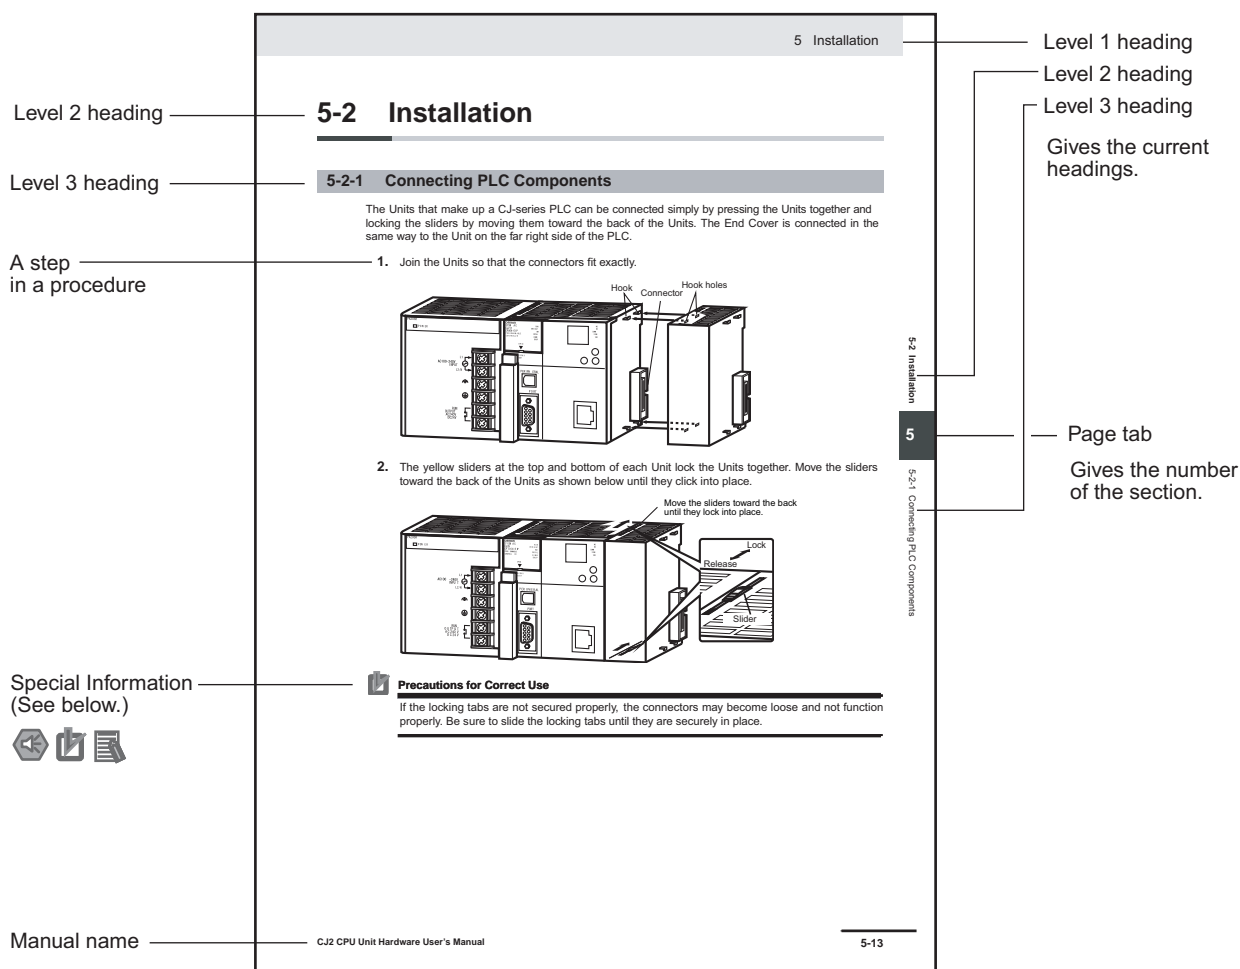 5 Installation
Level 1 heading
Level 2 heading
Level 3 heading
Gives the current
headings.
Level 2 heading
5-2 Installation
Level 3 heading
5-2-1 Connecting PLC Components
The Units that make up a CJ-series PLC can be connected simply by pressing the Units together and
locking the sliders by moving them toward the back of the Units. The End Cover is connected in the
same way to the Unit on the far right side of the PLC.
A step
in a procedure
1. Join the Units so that the connectors fit exactly.
Hook
Connector
Hook holes
5-2 Installation
5
Page tab
Gives the number
of the section.
5-2-1 Connecting PLC Components
2. The yellow sliders at the top and bottom of each Unit lock the Units together. Move the sliders
toward the back of the Units as shown below until they click into place.
Move the sliders toward the back
until they lock into place.
Lock
Release
Slider
Special Information
(See below.)
Precautions for Correct Use
If the locking tabs are not secured properly, the connectors may become loose and not function
properly. Be sure to slide the locking tabs until they are securely in place.
Manual name
CJ2 CPU Unit Hardware User's Manual
5-13